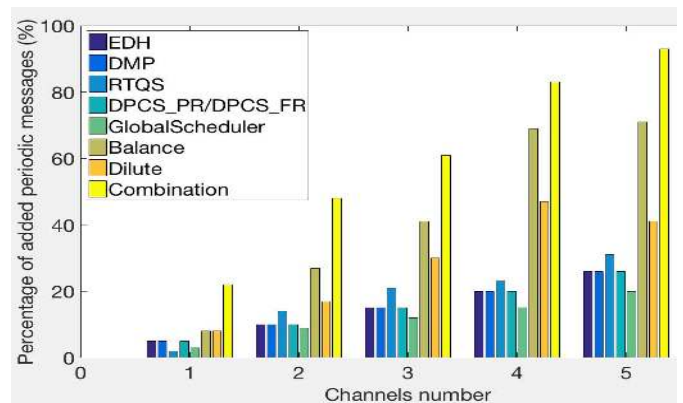 Percentage of added periodic messages (%)
100
80
60
40
20
0
EDH
DMP
RTQS
DPCS_PR/DPCS_FR
GlobalScheduler
Balance
Dilute
Combination
0 1 2 3 4 5
Channels number